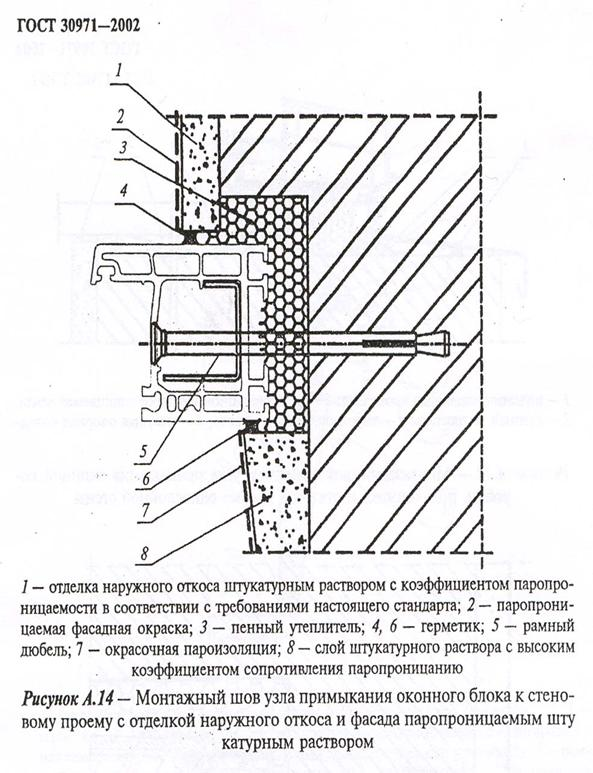 ГОСТ 30971—2002
1
2
3
4
5
6
7
8
1 — отделка наружного откоса штукатурным раствором с коэффициентом паропро-
ницаемости в соответствии с требованиями настоящего стандарта; 2 — паропрони-
цаемая фасадная окраска; 3 — пенный утеплитель; 4, 6 — герметик; 5 — рамный
дюбель; 7 — окрасочная пароизоляция; 8 — слой штукатурного раствора с высоким
коэффициентом сопротивления паропроницанию
Рисунок А.14 — Монтажный шов узла примыкания оконного блока к стено-
вому проему с отделкой наружного откоса и фасада паропроницаемым шту
катурным раствором